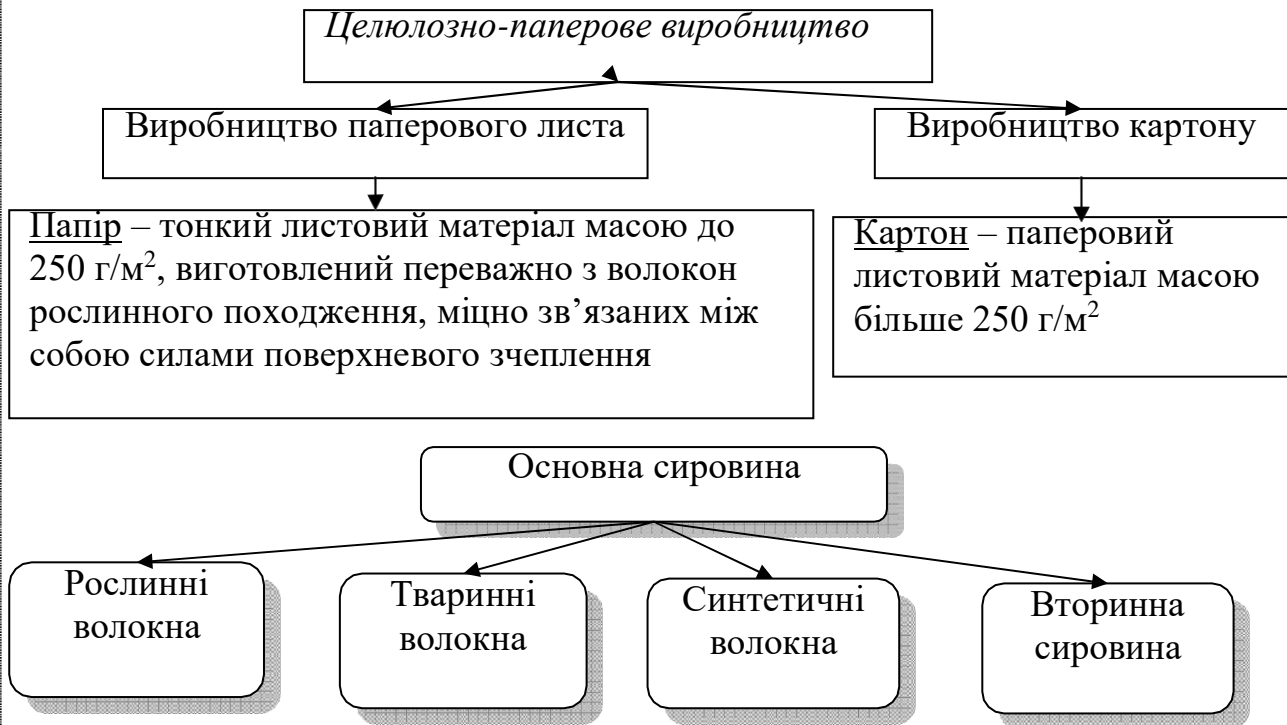 Целюлозно-паперове виробництво
Виробництво паперового листа
Виробництво картону
Папір – тонкий листовий матеріал масою до
250 г/м², виготовлений переважно з волокон
рослинного походження, міцно зв’язаних між
собою силами поверхневого зчеплення
Картон – паперовий
листовий матеріал масою
більше 250 г/м²
Основна сировина
Рослинні
волокна
Тваринні
волокна
Синтетичні
волокна
Вторинна
сировина